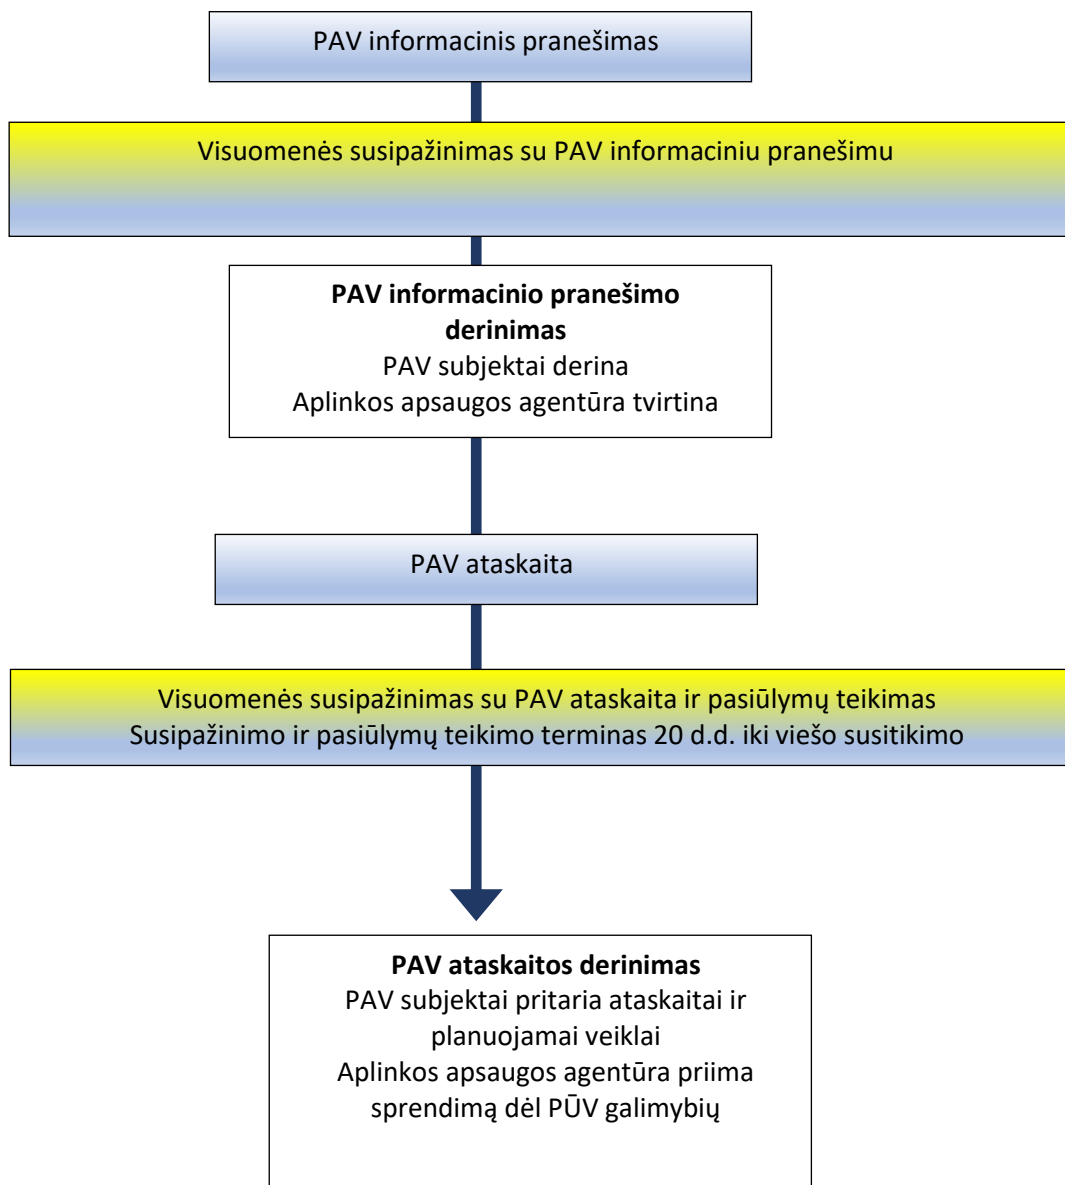 PAV informacinis pranešimas
Visuomenės susipažinimas su PAV informaciniu pranešimu
PAV informacinio pranešimo
derinimas
PAV subjektai derina
Aplinkos apsaugos agentūra tvirtina
PAV ataskaita
Visuomenės susipažinimas su PAV ataskaita ir pasiūlymų teikimas
Susipažinimo ir pasiūlymų teikimo terminas 20 d.d. iki viešo susitikimo
PAV ataskaitos derinimas
PAV subjektai pritaria ataskaitai ir
planuojamai veiklai
Aplinkos apsaugos agentūra priima
sprendimą dėl PŪV galimybių